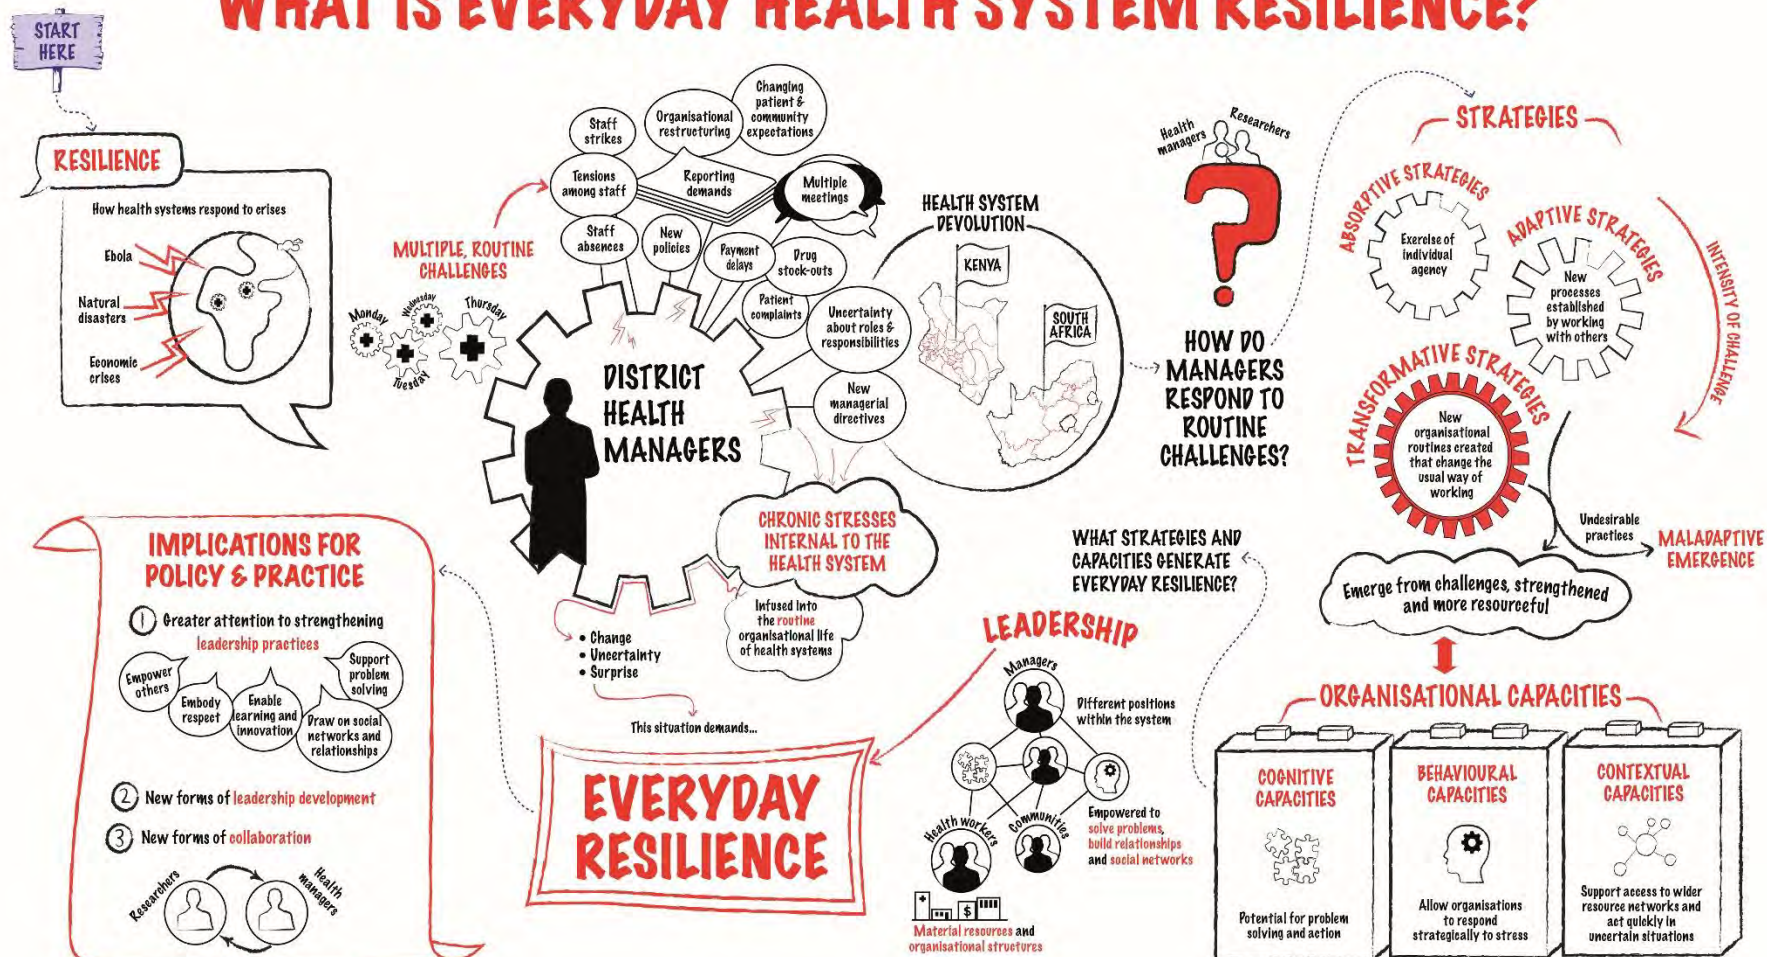 WHAT IS EVERYDAY HEALTH SYSTEM RESILIENCE?
START
HERE
RESILIENCE
How health systems respond to crises
Ebola
Natural
disasters
Economic
crises
MULTIPLE, ROUTINE
CHALLENGES
Monday
Tuesday
Wednesday
Thursday
Staff
strikes
Organisational
restructuring
Changing
patient &
community
expectations
Tensions
among staff
Reporting
demands
Multiple
meetings
Staff
absences
New
policies
Payment
delays
Drug
stock-outs
Patient
complaints
Uncertainty
about roles &
responsibilities
New
managerial
directives
DISTRICT
HEALTH
MANAGERS
HEALTH SYSTEM
DEVOLUTION
KENYA
SOUTH
AFRICA
CHRONIC STRESSES
INTERNAL TO THE
HEALTH SYSTEM
Infused into
the routine
organisational life
of health systems
• Change
• Uncertainty
• Surprise
This situation demands...
EVERYDAY
RESILIENCE
Health
managers
Researchers
?
HOW DO
MANAGERS
RESPOND TO
ROUTINE
CHALLENGES?
STRATEGIES
ABSORPTIVE STRATEGIES
Exercise of
individual
agency
ADAPTIVE STRATEGIES
New
processes
established
by working
with others
TRANSFORMATIVE STRATEGIES
New
organisational
routines created
that change the
usual way of
working
INTENSITY OF CHALLENGE
Undesirable
practices
MALADAPTIVE
EMERGENCE
Emerge from challenges, strengthened
and more resourceful
ORGANISATIONAL CAPACITIES
COGNITIVE
CAPACITIES
Potential for problem
solving and action
BEHAVIOURAL
CAPACITIES
Allow organisations
to respond
strategically to stress
CONTEXTUAL
CAPACITIES
Support access to wider
resource networks and
act quickly in
uncertain situations
WHAT STRATEGIES AND
CAPACITIES GENERATE
EVERYDAY RESILIENCE?
LEADERSHIP
Managers
Different positions
within the system
Health workers
Communities
Empowered to
solve problems,
build relationships
and social networks
$
Material resources and
organisational structures
IMPLICATIONS FOR
POLICY & PRACTICE
1 Greater attention to strengthening
leadership practices
Empower
others
Embody
respect
Enable
learning and
innovation
Draw on social
networks and
relationships
Support
problem
solving
2 New forms of leadership development
3 New forms of collaboration
Researchers
Health
managers